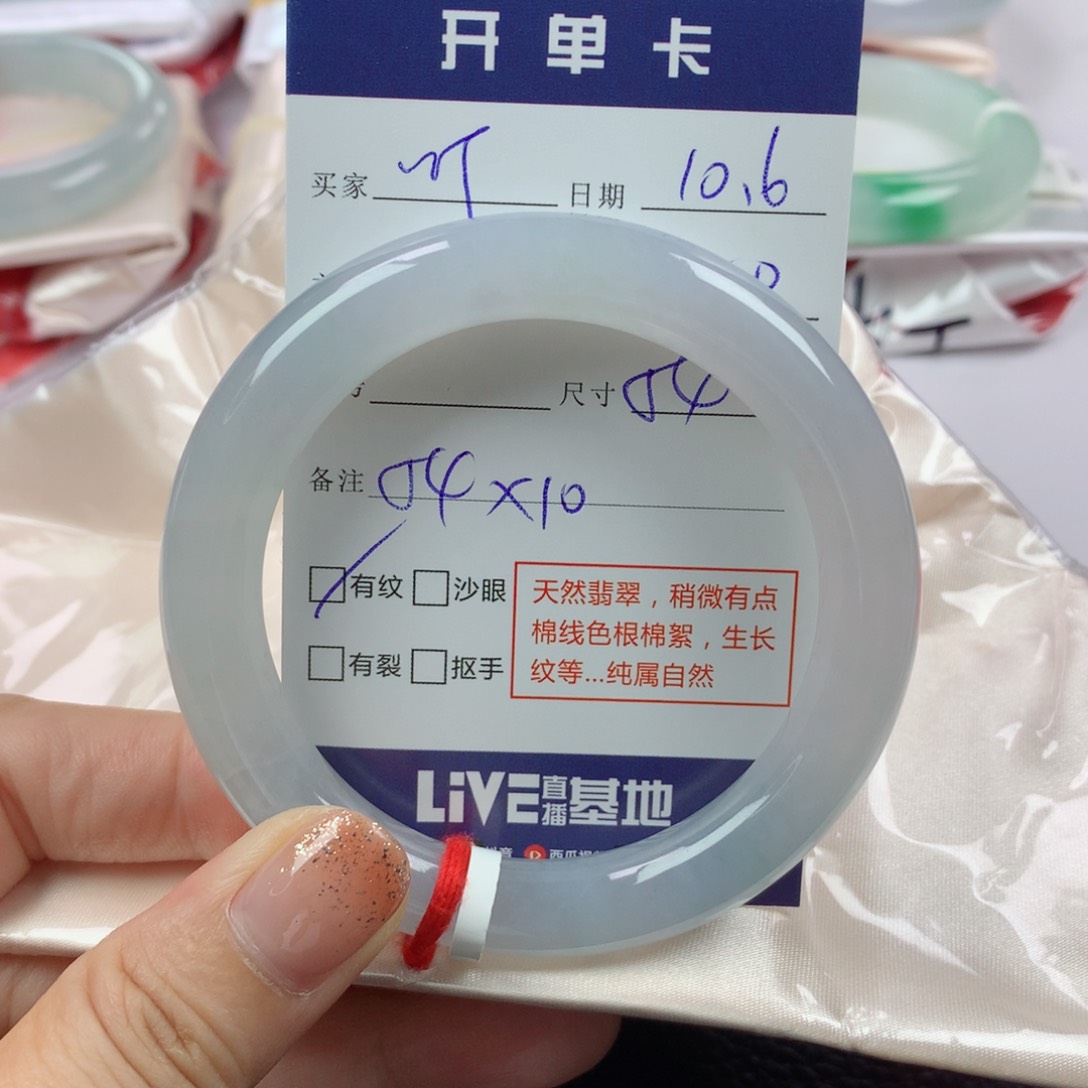 开单卡
买家 日期 10.6
尺寸 54
备注 54×10
有纹 沙眼
有裂 抠手
天然翡翠，稍微有点
棉线色根棉絮，生长
纹等...纯属自然
LiVE直播基地